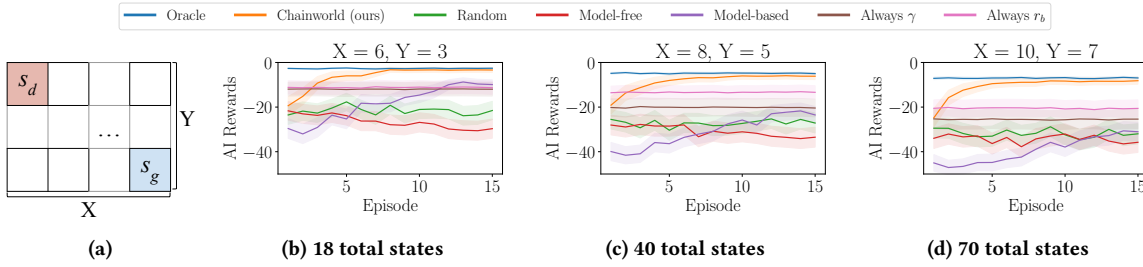 Oracle Chainworld (ours) Random Model-free Model-based Always γ Always r_b
X = 6, Y = 3 X = 8, Y = 5 X = 10, Y = 7
s_d
... Y
s_g
X
AI Rewards
0
−20
−40
5 10 15
Episode
AI Rewards
0
−20
−40
5 10 15
Episode
AI Rewards
0
−20
−40
5 10 15
Episode
(a) (b) 18 total states (c) 40 total states (d) 70 total states